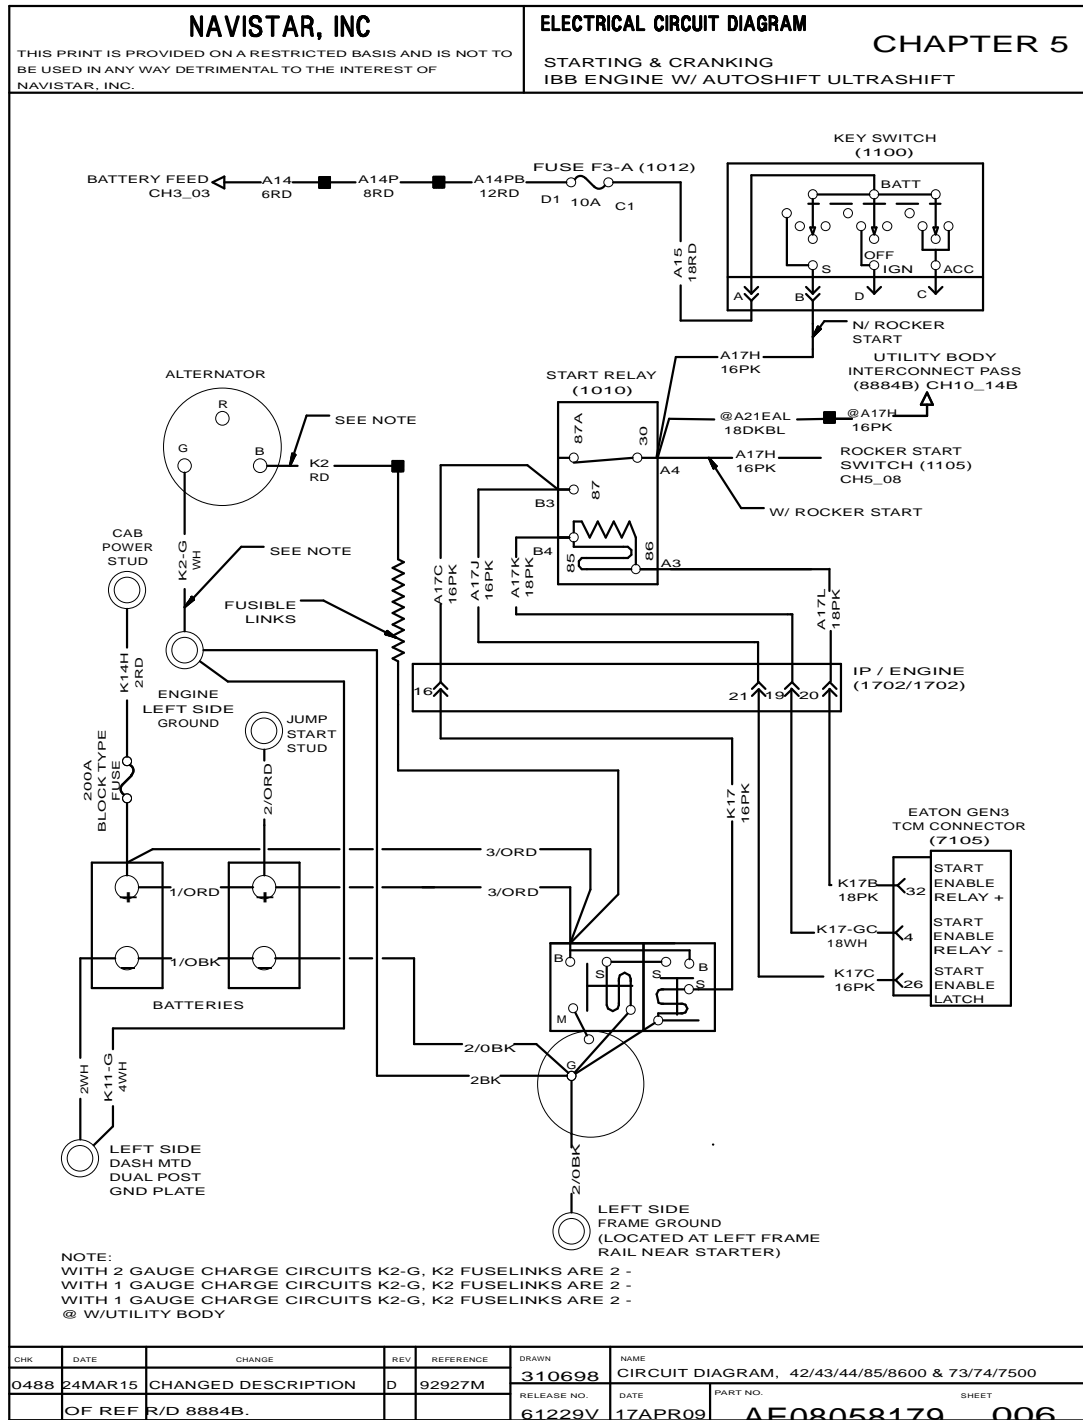 NAVISTAR, INC
THIS PRINT IS PROVIDED ON A RESTRICTED BASIS AND IS NOT TO
BE USED IN ANY WAY DETRIMENTAL TO THE INTEREST OF
NAVISTAR, INC.
ELECTRICAL CIRCUIT DIAGRAM
CHAPTER 5
STARTING & CRANKING
IBB ENGINE W/ AUTOSHIFT ULTRASHIFT
KEY SWITCH
(1100)
BATTERY FEED
CH3_03
A14
6RD
A14P
8RD
A14PB
12RD
FUSE F3-A (1012)
D1
10A
C1
A15
18RD
BATT
OFF
S
IGN
ACC
A
B
D
C
N/ ROCKER
START
A17H
16PK
UTILITY BODY
INTERCONNECT PASS
(8884B) CH10_14B
@A21EAL
18DKBL
@A17H
16PK
A17H
16PK
ROCKER START
SWITCH (1105)
CH5_08
W/ ROCKER START
START RELAY
(1010)
87A
30
A4
B3
87
B4
85
86
A3
ALTERNATOR
R
G
B
SEE NOTE
K2
RD
K2-G
WH
SEE NOTE
CAB
POWER
STUD
FUSIBLE
LINKS
A17C
16PK
A17J
16PK
A17K
18PK
A17L
18PK
K14H
2RD
ENGINE
LEFT SIDE
GROUND
JUMP
START
STUD
IP / ENGINE
(1702/1702)
16
21
19
20
200A
BLOCK TYPE
FUSE
2/ORD
K17
16PK
EATON GEN3
TCM CONNECTOR
(7105)
3/ORD
1/ORD
3/ORD
K17B
18PK
32
START
ENABLE
RELAY +
K17-GC
18WH
4
START
ENABLE
RELAY -
K17C
16PK
26
START
ENABLE
LATCH
1/OBK
BATTERIES
B
S
S
B
S
M
G
2/0BK
2BK
2WH
K11-G
4WH
2/0BK
LEFT SIDE
DASH MTD
DUAL POST
GND PLATE
LEFT SIDE
FRAME GROUND
(LOCATED AT LEFT FRAME
RAIL NEAR STARTER)
NOTE:
WITH 2 GAUGE CHARGE CIRCUITS K2-G, K2 FUSELINKS ARE 2 -
WITH 1 GAUGE CHARGE CIRCUITS K2-G, K2 FUSELINKS ARE 2 -
WITH 1 GAUGE CHARGE CIRCUITS K2-G, K2 FUSELINKS ARE 2 -
@ W/UTILITY BODY
CHK DATE CHANGE REV REFERENCE
0488 24MAR15 CHANGED DESCRIPTION D 92927M
OF REF R/D 8884B.
DRAWN
310698
NAME
CIRCUIT DIAGRAM, 42/43/44/85/8600 & 73/74/7500
RELEASE NO.
61229V
DATE
17APR09
PART NO.
AE08058179
SHEET
006